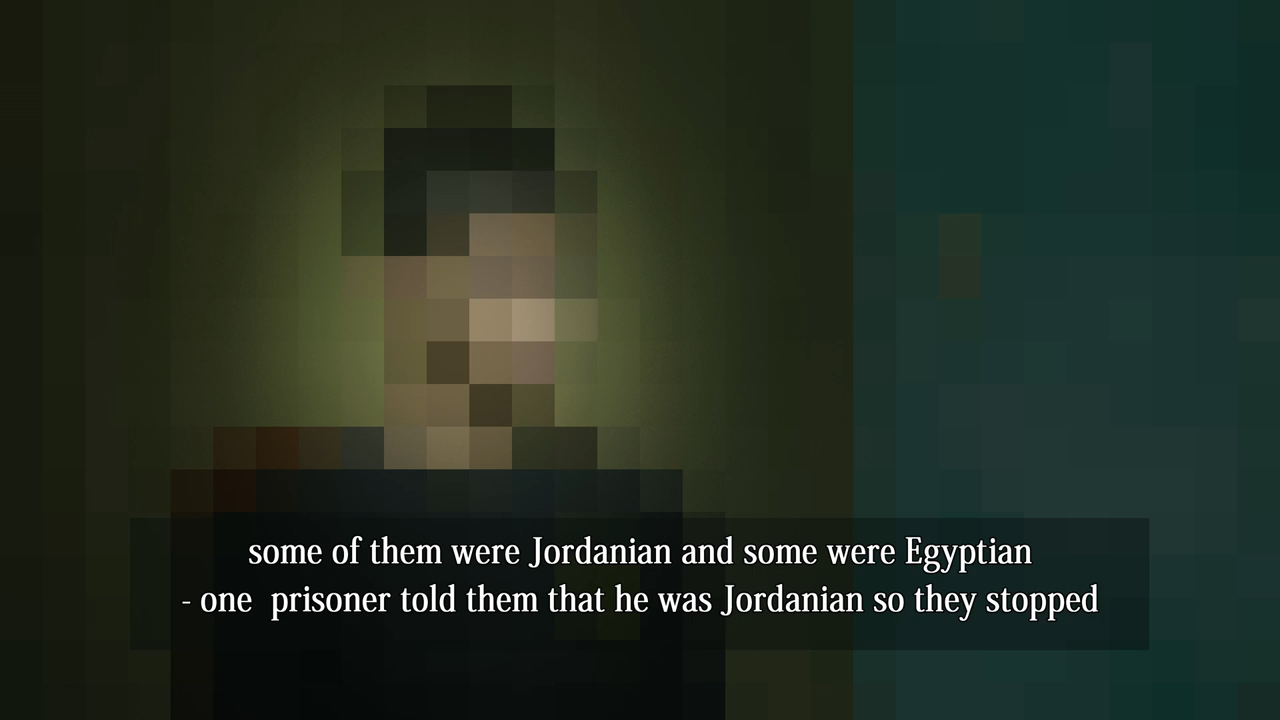 some of them were Jordanian and some were Egyptian
- one  prisoner told them that he was Jordanian so they stopped